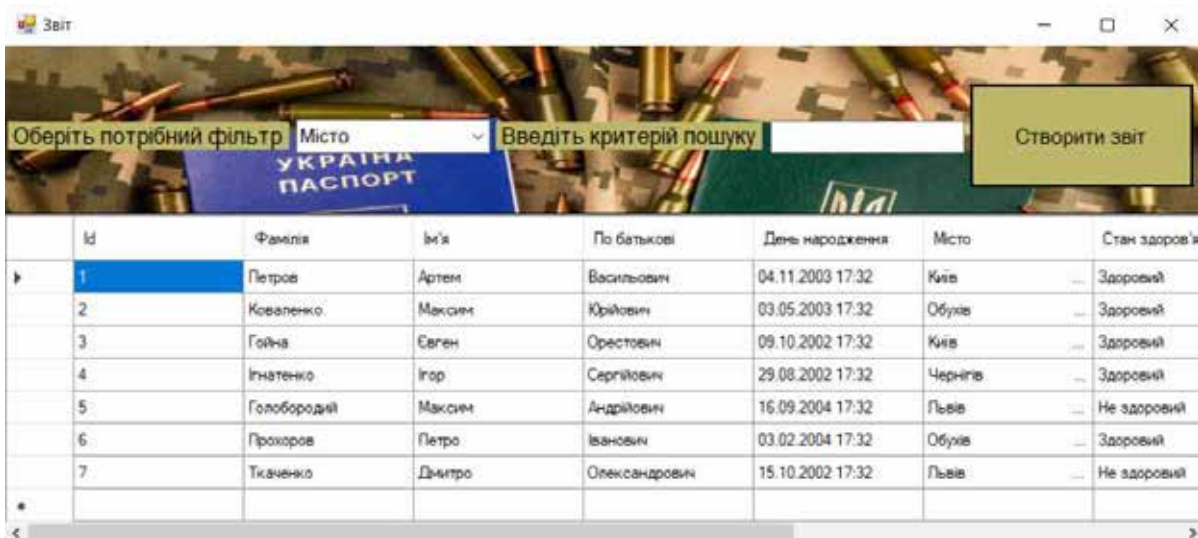 Звіт
Оберіть потрібний фільтр Місто Введіть критерій пошуку Створити звіт
УКРАЇНА
ПАСПОРТ
Id Фамілія Ім'я По батькові День народження Місто Стан здоров'я
1 Петров Артем Васильович 04.11.2003 17:32 Київ ... Здоровий
2 Коваленко Максим Юрійович 03.05.2003 17:32 Обухів ... Здоровий
3 Гойна Євген Орестович 09.10.2002 17:32 Київ ... Здоровий
4 Ігнатенко Ігор Сергійович 29.08.2002 17:32 Чернігів ... Здоровий
5 Голобородий Максим Андрійович 16.09.2004 17:32 Львів ... Не здоровий
6 Прохоров Петро Іванович 03.02.2004 17:32 Обухів ... Здоровий
7 Ткаченко Дмитро Олександрович 15.10.2002 17:32 Львів ... Не здоровий